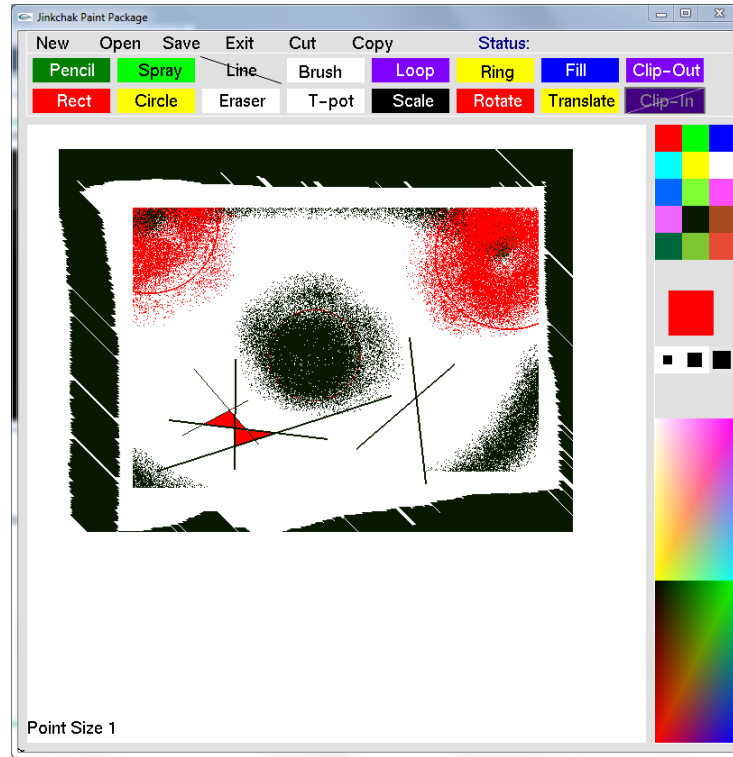 Jinkchak Paint Package
New Open Save Exit Cut Copy Status:
Pencil Spray Line Brush Loop Ring Fill Clip-Out
Rect Circle Eraser T-pot Scale Rotate Translate Clip-In
Point Size 1